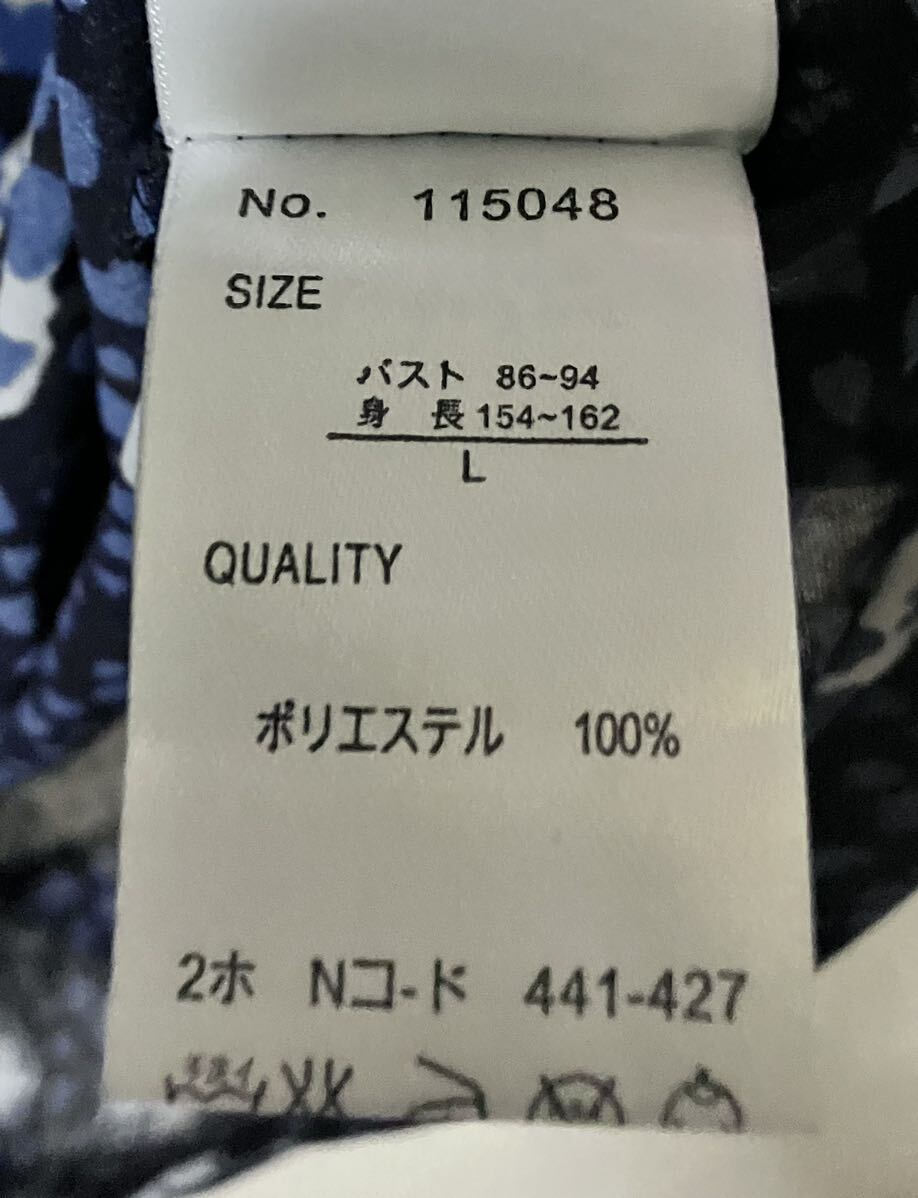 No. 115048
SIZE
バスト 86~94
身 長 154~162
L
QUALITY
ポリエステル 100%
2ホ Nコ-ド 441-427